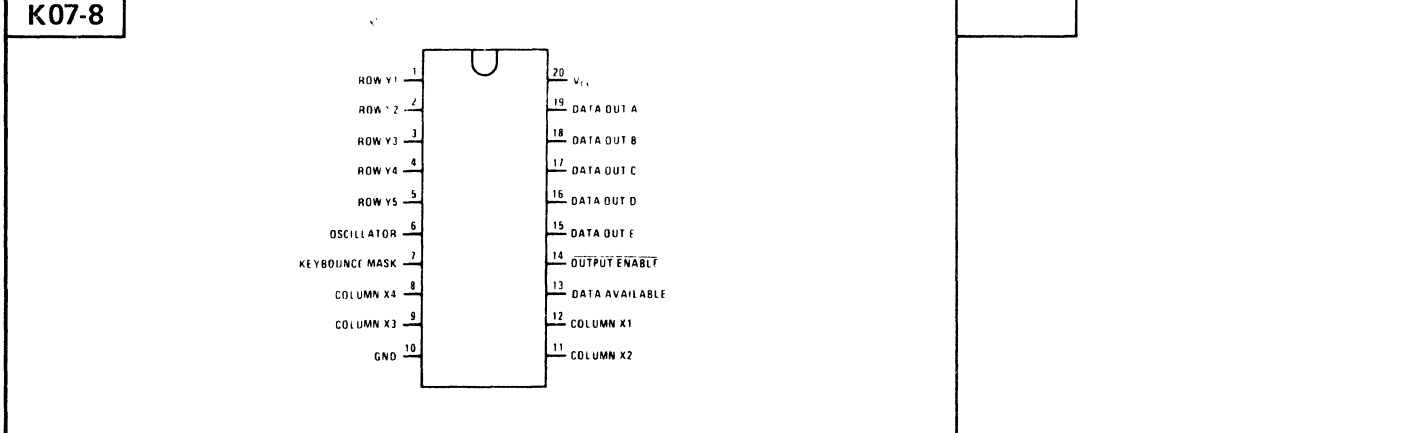 K07-8
1 20
ROW Y1
2 19
ROW Y2 DATA OUT A
3 18
ROW Y3 DATA OUT B
4 17
ROW Y4 DATA OUT C
5 16
ROW Y5 DATA OUT D
6 15
OSCILLATOR DATA OUT E
7 14
KEYBOUNCE MASK OUTPUT ENABLE
8 13
COLUMN X4 DATA AVAILABLE
9 12
COLUMN X3 COLUMN X1
10 11
GND COLUMN X2